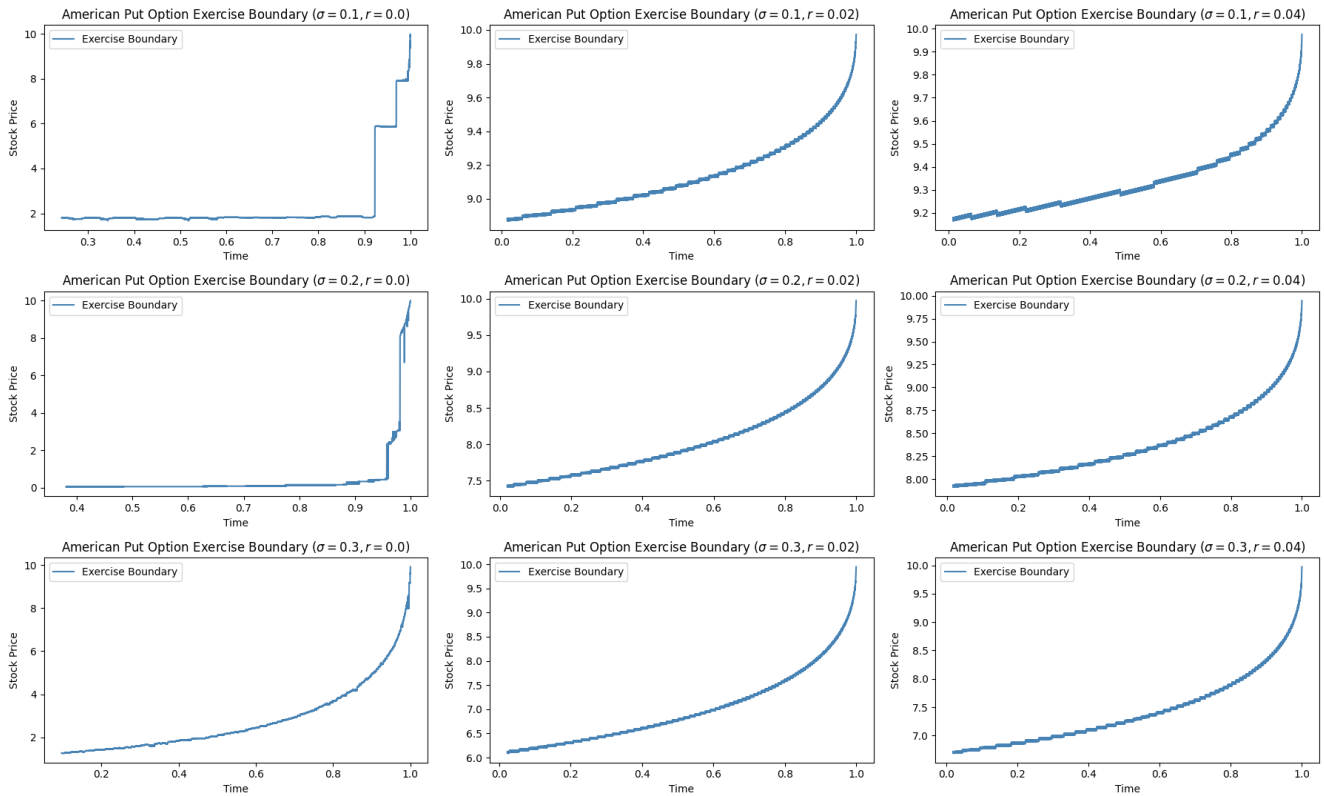 American Put Option Exercise Boundary (σ = 0.1, r = 0.0)
Exercise Boundary
Stock Price
10
8
6
4
2
0.3 0.4 0.5 0.6 0.7 0.8 0.9 1.0
Time
American Put Option Exercise Boundary (σ = 0.1, r = 0.02)
Exercise Boundary
Stock Price
10.0
9.8
9.6
9.4
9.2
9.0
0.0 0.2 0.4 0.6 0.8 1.0
Time
American Put Option Exercise Boundary (σ = 0.1, r = 0.04)
Exercise Boundary
Stock Price
10.0
9.9
9.8
9.7
9.6
9.5
9.4
9.3
9.2
0.0 0.2 0.4 0.6 0.8 1.0
Time
American Put Option Exercise Boundary (σ = 0.2, r = 0.0)
Exercise Boundary
Stock Price
10
8
6
4
2
0
0.4 0.5 0.6 0.7 0.8 0.9 1.0
Time
American Put Option Exercise Boundary (σ = 0.2, r = 0.02)
Exercise Boundary
Stock Price
10.0
9.5
9.0
8.5
8.0
7.5
0.0 0.2 0.4 0.6 0.8 1.0
Time
American Put Option Exercise Boundary (σ = 0.2, r = 0.04)
Exercise Boundary
Stock Price
10.00
9.75
9.50
9.25
9.00
8.75
8.50
8.25
8.00
0.0 0.2 0.4 0.6 0.8 1.0
Time
American Put Option Exercise Boundary (σ = 0.3, r = 0.0)
Exercise Boundary
Stock Price
10
8
6
4
2
0.2 0.4 0.6 0.8 1.0
Time
American Put Option Exercise Boundary (σ = 0.3, r = 0.02)
Exercise Boundary
Stock Price
10.0
9.5
9.0
8.5
8.0
7.5
7.0
6.5
6.0
0.0 0.2 0.4 0.6 0.8 1.0
Time
American Put Option Exercise Boundary (σ = 0.3, r = 0.04)
Exercise Boundary
Stock Price
10.0
9.5
9.0
8.5
8.0
7.5
7.0
0.0 0.2 0.4 0.6 0.8 1.0
Time